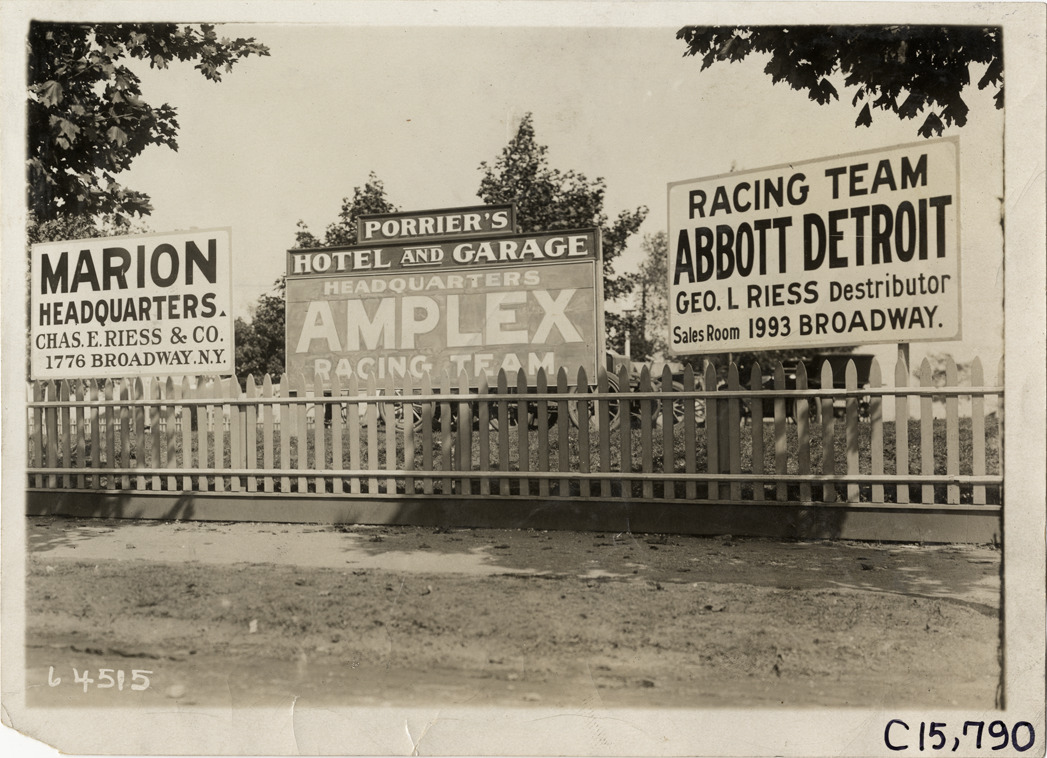 MARION
HEADQUARTERS.
CHAS. E. RIESS & CO.
1776 BROADWAY. N.Y.
PORRIER'S
HOTEL AND GARAGE
HEADQUARTERS
AMPLEX
RACING TEAM
RACING TEAM
ABBOTT DETROIT
GEO. L RIESS Destributor
Sales Room 1993 BROADWAY.
64515
C15,790